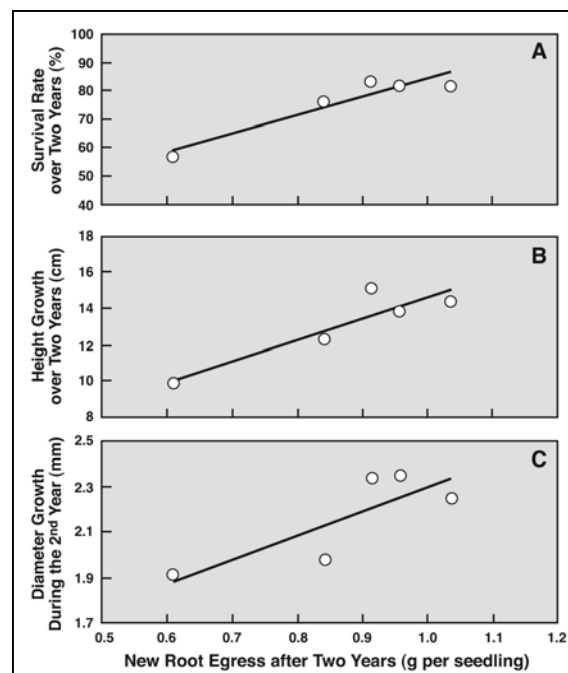 A
Survival Rate
over Two Years (%)
100
90
80
70
60
50
40
B
Height Growth
over Two Years (cm)
18
16
14
12
10
8
C
Diameter Growth
During the 2nd Year (mm)
2.5
2.3
2.1
1.9
1.7
0.5 0.6 0.7 0.8 0.9 1.0 1.1 1.2
New Root Egress after Two Years (g per seedling)